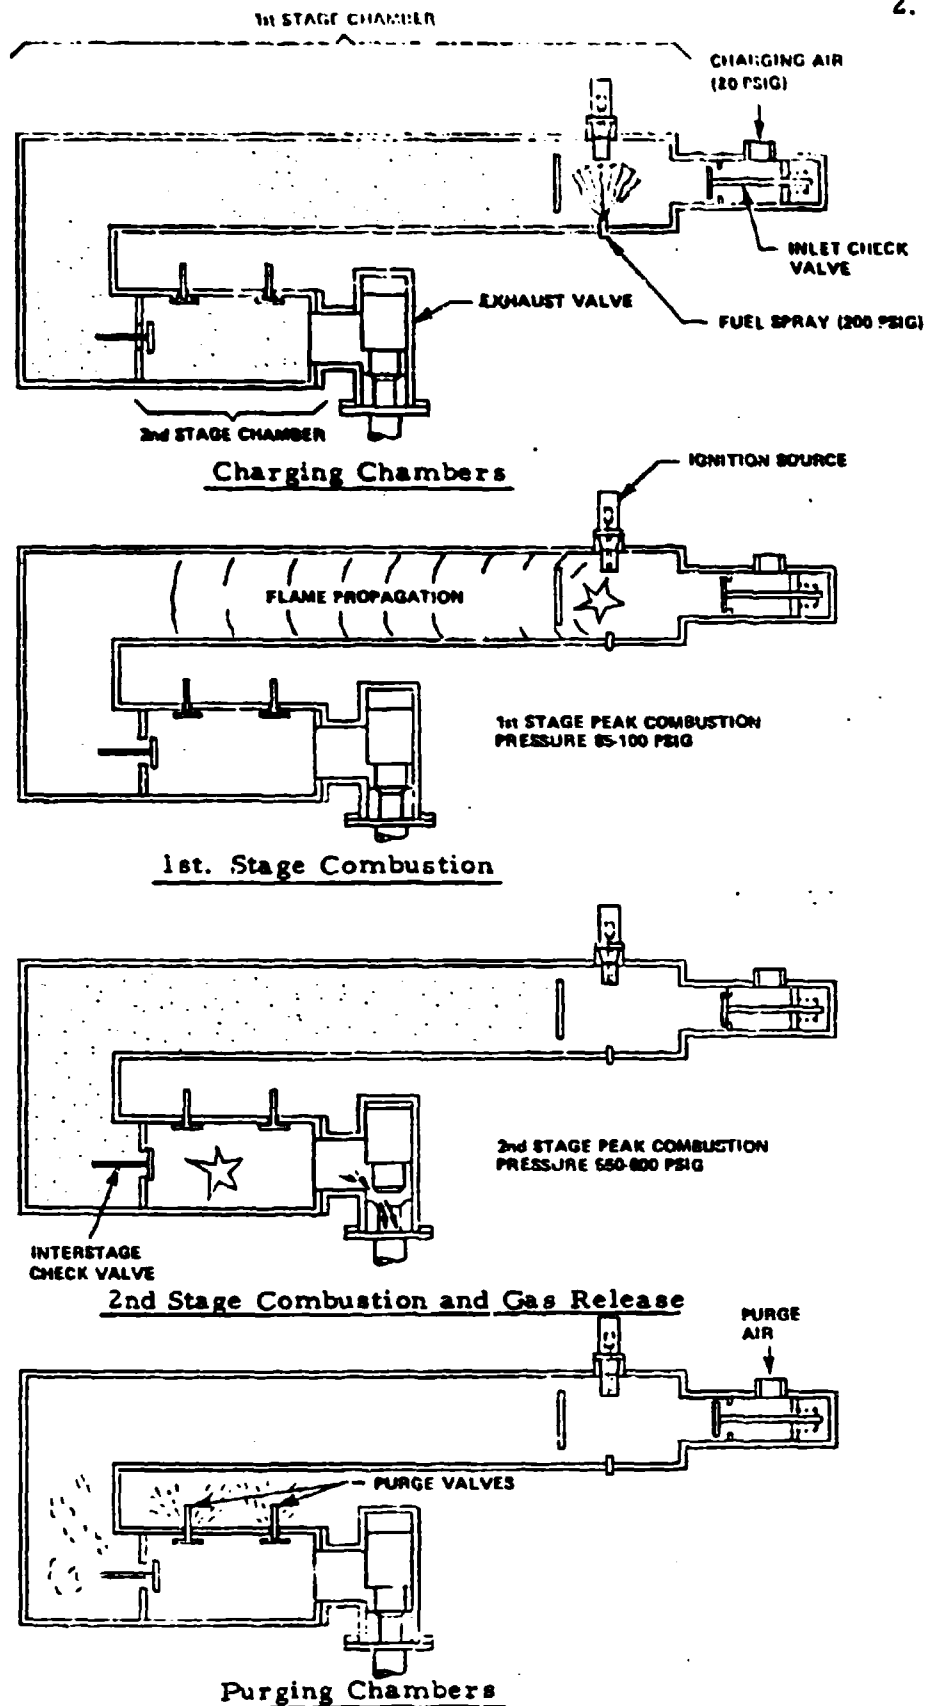 2.
1st STAGE CHAMBER
CHARGING AIR
(20 PSIG)
INLET CHECK
VALVE
EXHAUST VALVE
FUEL SPRAY (200 PSIG)
2nd STAGE CHAMBER
Charging Chambers
IGNITION SOURCE
FLAME PROPAGATION
1st STAGE PEAK COMBUSTION
PRESSURE 85-100 PSIG
1st. Stage Combustion
2nd STAGE PEAK COMBUSTION
PRESSURE PSIG
INTERSTAGE
CHECK VALVE
2nd Stage Combustion and Gas Release
PURGE
AIR
PURGE VALVES
Purging Chambers